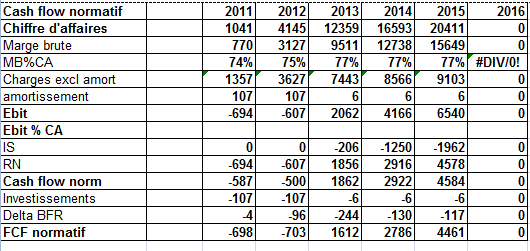 Cash flow normatif 2011 2012 2013 2014 2015 2016
Chiffre d'affaires 1041 4145 12359 16593 20411 0
Marge brute 770 3127 9511 12738 15649 0
MB%CA 74% 75% 77% 77% 77% #DIV/0!
Charges excl amort 1357 3627 7443 8566 9103 0
amortissement 107 107 6 6 6 0
Ebit -694 -607 2062 4166 6540 0
Ebit % CA
IS 0 0 -206 -1250 -1962 0
RN -694 -607 1856 2916 4578 0
Cash flow norm -587 -500 1862 2922 4584 0
Investissements -107 -107 -6 -6 -6 0
Delta BFR -4 -96 -244 -130 -117 0
FCF normatif -698 -703 1612 2786 4461 0